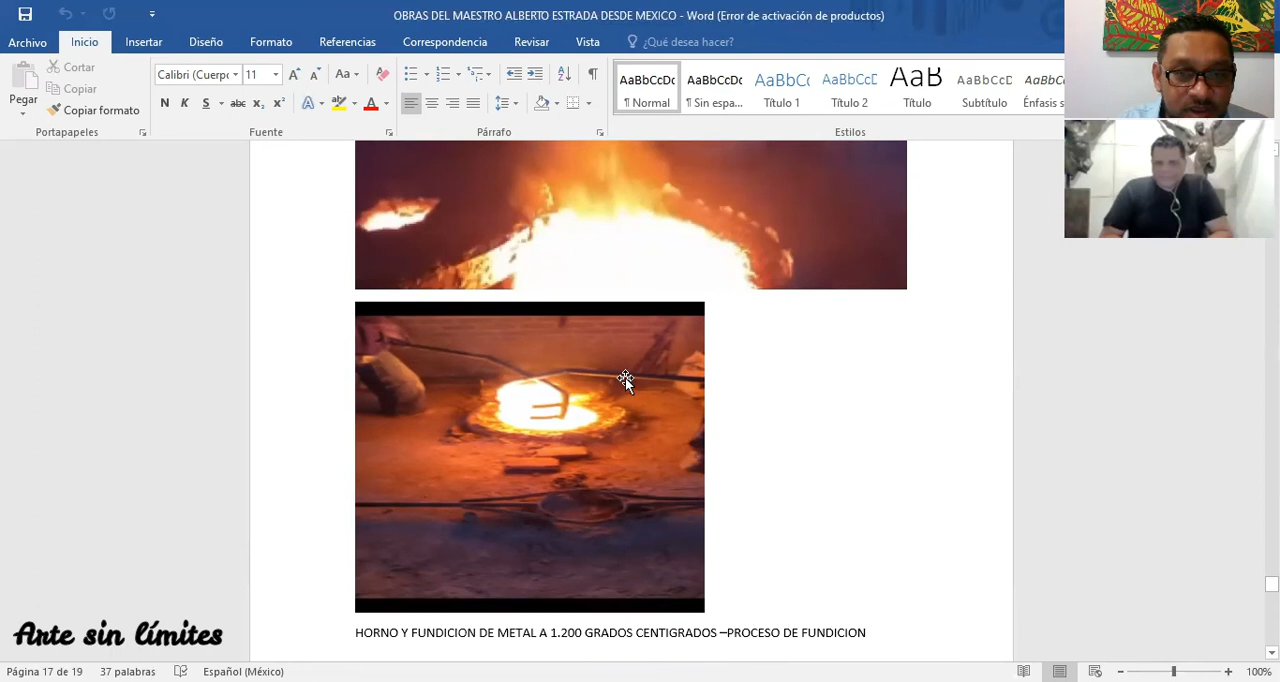 OBRAS DEL MAESTRO ALBERTO ESTRADA DESDE MEXICO - Word (Error de activación de productos)
Archivo Inicio Insertar Diseño Formato Referencias Correspondencia Revisar Vista ¿Qué desea hacer?
Pegar
Cortar
Copiar
Copiar formato
Calibri (Cuerpo 11
Aa
N K S abc x₂ x²
A A
AaBbCcDc AaBbCcDc AaBbCc AaBbCc AaB AaBbCcD AaBbCcD
¶ Normal ¶ Sin espa... Título 1 Título 2 Título Subtítulo Énfasis s
Portapapeles Fuente Párrafo Estilos
HORNO Y FUNDICION DE METAL A 1.200 GRADOS CENTIGRADOS –PROCESO DE FUNDICION
Arte sin límites
Página 17 de 19 37 palabras Español (México) 100%